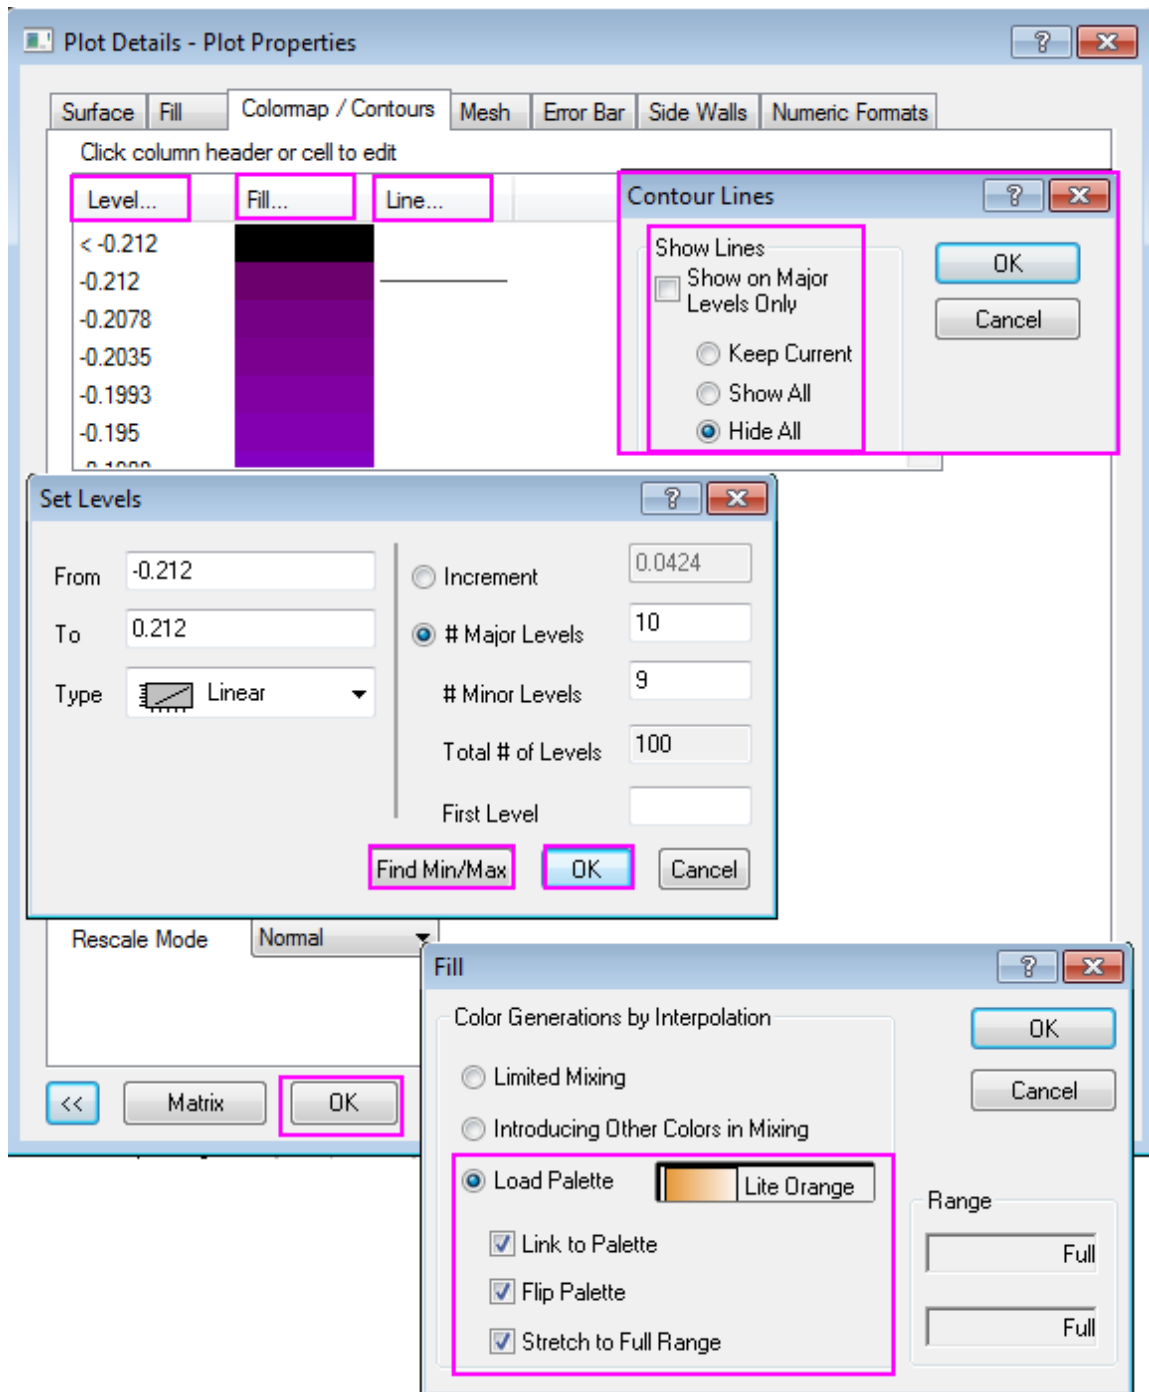 Plot Details - Plot Properties
Surface Fill Colormap / Contours Mesh Error Bar Side Walls Numeric Formats
Click column header or cell to edit
Level... Fill... Line...
< -0.212
-0.212
-0.2078
-0.2035
-0.1993
-0.195
Contour Lines
Show Lines
Show on Major
Levels Only
Keep Current
Show All
Hide All
OK
Cancel
Set Levels
From -0.212
To 0.212
Type Linear
Increment 0.0424
# Major Levels 10
# Minor Levels 9
Total # of Levels 100
First Level
Find Min/Max OK Cancel
Rescale Mode Normal
<< Matrix OK
Fill
Color Generations by Interpolation
Limited Mixing
Introducing Other Colors in Mixing
Load Palette Lite Orange
Link to Palette
Flip Palette
Stretch to Full Range
OK
Cancel
Range
Full
Full